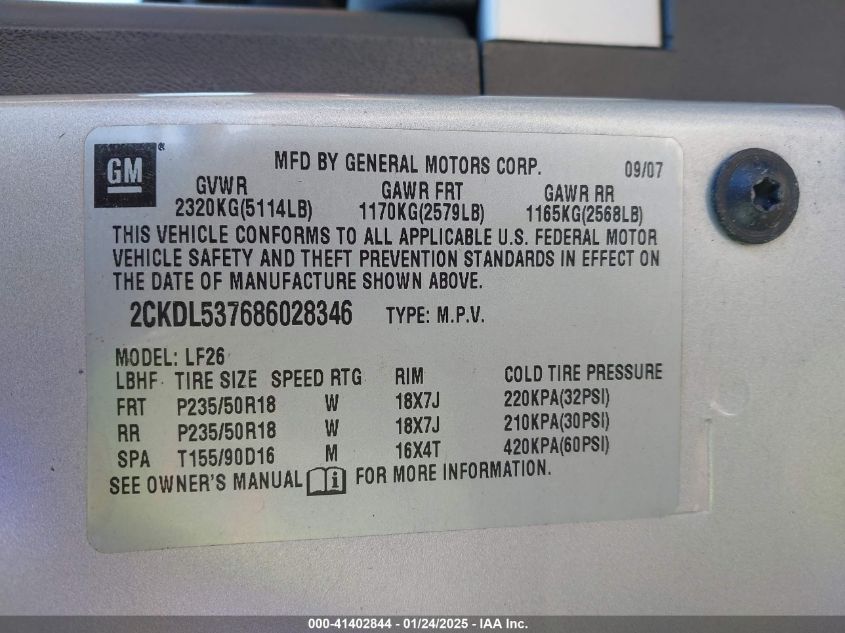 GM ®
MFD BY GENERAL MOTORS CORP. 09/07
GVWR GAWR FRT GAWR RR
2320KG(5114LB) 1170KG(2579LB) 1165KG(2568LB)
THIS VEHICLE CONFORMS TO ALL APPLICABLE U.S. FEDERAL MOTOR
VEHICLE SAFETY AND THEFT PREVENTION STANDARDS IN EFFECT ON
THE DATE OF MANUFACTURE SHOWN ABOVE.
2CKDL537686028346 TYPE: M.P.V.
MODEL: LF26
LBHF TIRE SIZE SPEED RTG RIM COLD TIRE PRESSURE
FRT P235/50R18 W 18X7J 220KPA(32PSI)
RR P235/50R18 W 18X7J 210KPA(30PSI)
SPA T155/90D16 M 16X4T 420KPA(60PSI)
SEE OWNER'S MANUAL i FOR MORE INFORMATION.
000-41402844 - 01/24/2025 - IAA Inc.